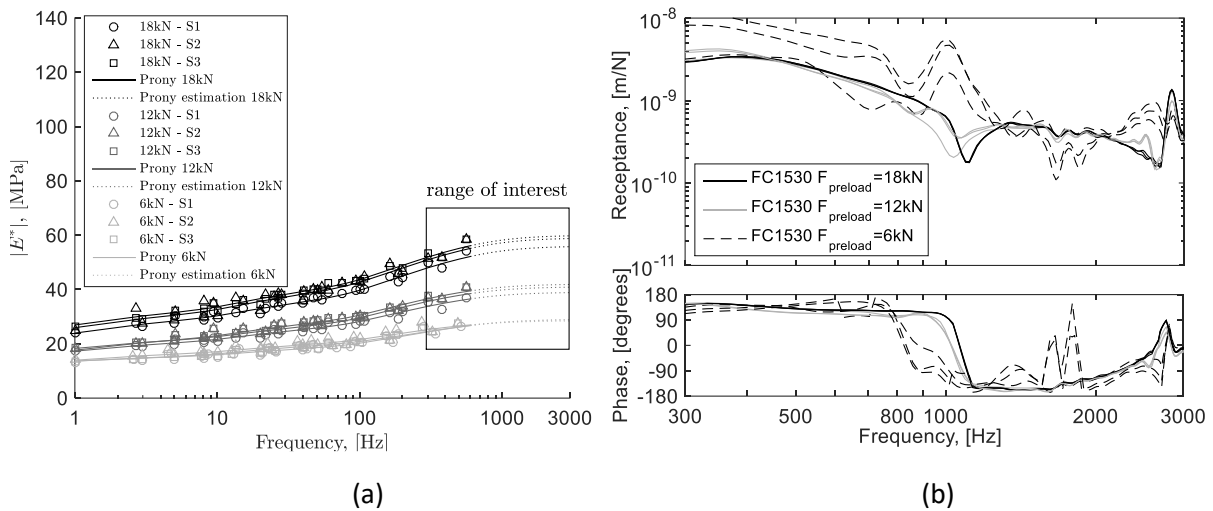 140
120
100
80
60
40
20
0
|E*|, [MPa]
18kN - S1
18kN - S2
18kN - S3
Prony 18kN
Prony estimation 18kN
12kN - S1
12kN - S2
12kN - S3
Prony 12kN
Prony estimation 12kN
6kN - S1
6kN - S2
6kN - S3
Prony 6kN
Prony estimation 6kN
range of interest
1 10 100 1000 3000
Frequency, [Hz]
(a)
10-8
10-9
10-10
10-11
Receptance, [m/N]
FC1530 Fpreload=18kN
FC1530 Fpreload=12kN
FC1530 Fpreload=6kN
180
90
0
-90
-180
Phase, [degrees]
300 500 800 1000 2000 3000
Frequency, [Hz]
(b)